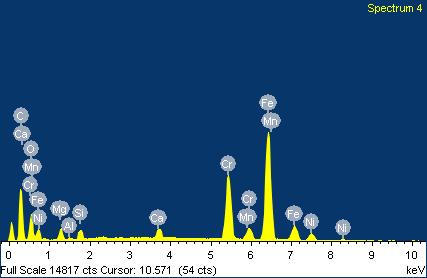 Spectrum 4
C
Ca
O
Mn
Cr
Fe
Ni
Mg
Al
Si
Ca
Cr
Cr
Mn
Fe
Mn
Fe
Ni
Ni
0 1 2 3 4 5 6 7 8 9 10
Full Scale 14817 cts Cursor: 10.571 (54 cts) keV